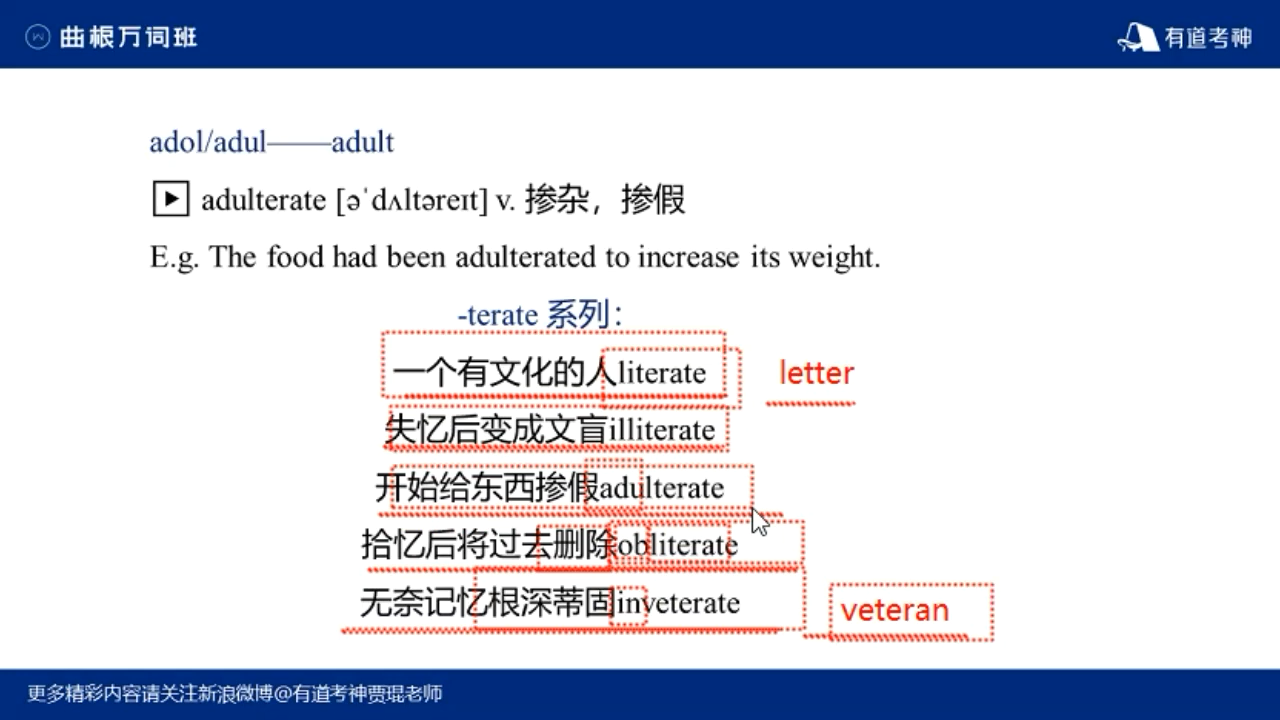 曲根万词班
有道考神
adol/adul——adult
adulterate [əˈdʌltəreɪt] v. 掺杂，掺假
E.g. The food had been adulterated to increase its weight.
-terate 系列：
一个有文化的人literate letter
失忆后变成文盲illiterate
开始给东西掺假adulterate
拾忆后将过去删除obliterate
无奈记忆根深蒂固inveterate veteran
更多精彩内容请关注新浪微博@有道考神贾琨老师